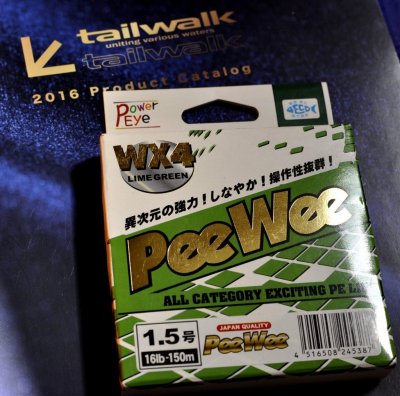 tailwalk
uniting various waters
tailwalk
2016 Product Catalog
Power
Eye
WX4
LIME GREEN
異次元の強力！しなやか！操作性抜群！
PeeWee
ALL CATEGORY EXCITING PE
1.5号
16lb-150m
JAPAN QUALITY
PeeWee
4 516508 245387